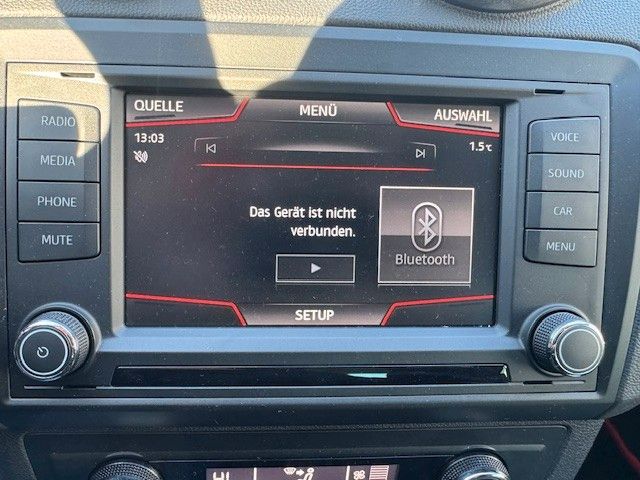 QUELLE
MENÜ
AUSWAHL
13:03
1.5℃
Das Gerät ist nicht
verbunden.
Bluetooth
SETUP
RADIO
MEDIA
PHONE
MUTE
VOICE
SOUND
CAR
MENU